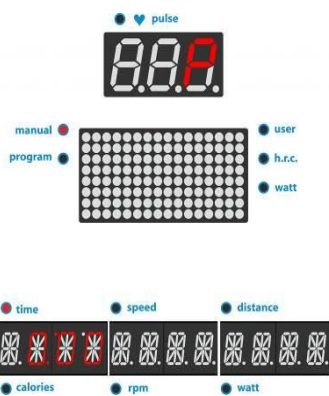 pulse
P
manual user
program h.r.c.
watt
time speed distance
calories rpm watt